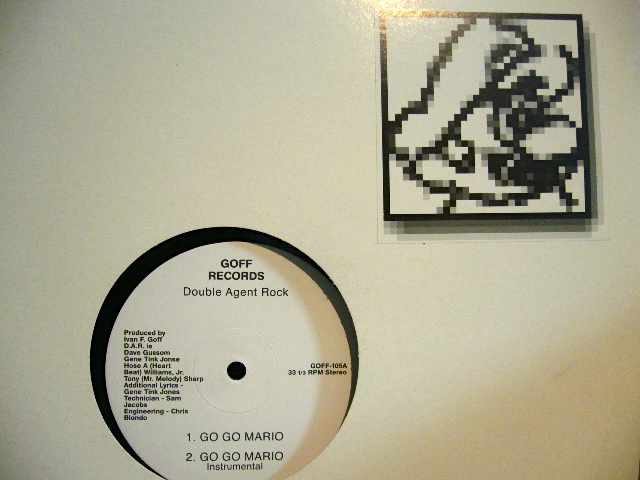 GOFF
RECORDS
Double Agent Rock
Produced by
Ivan F. Goff
D.A.R. is
Dave Gussom
Gene Tink Jonse
Hose A (Heart
Beat) Williams, Jr.
Tony (Mr. Melody) Sharp
Additional Lyrics -
Gene Tink Jones
Technician - Sam
Jacobs
Engineering - Chris
Biondo
GOFF-105A
33 1/3 RPM Stereo
1. GO GO MARIO
2. GO GO MARIO
Instrumental